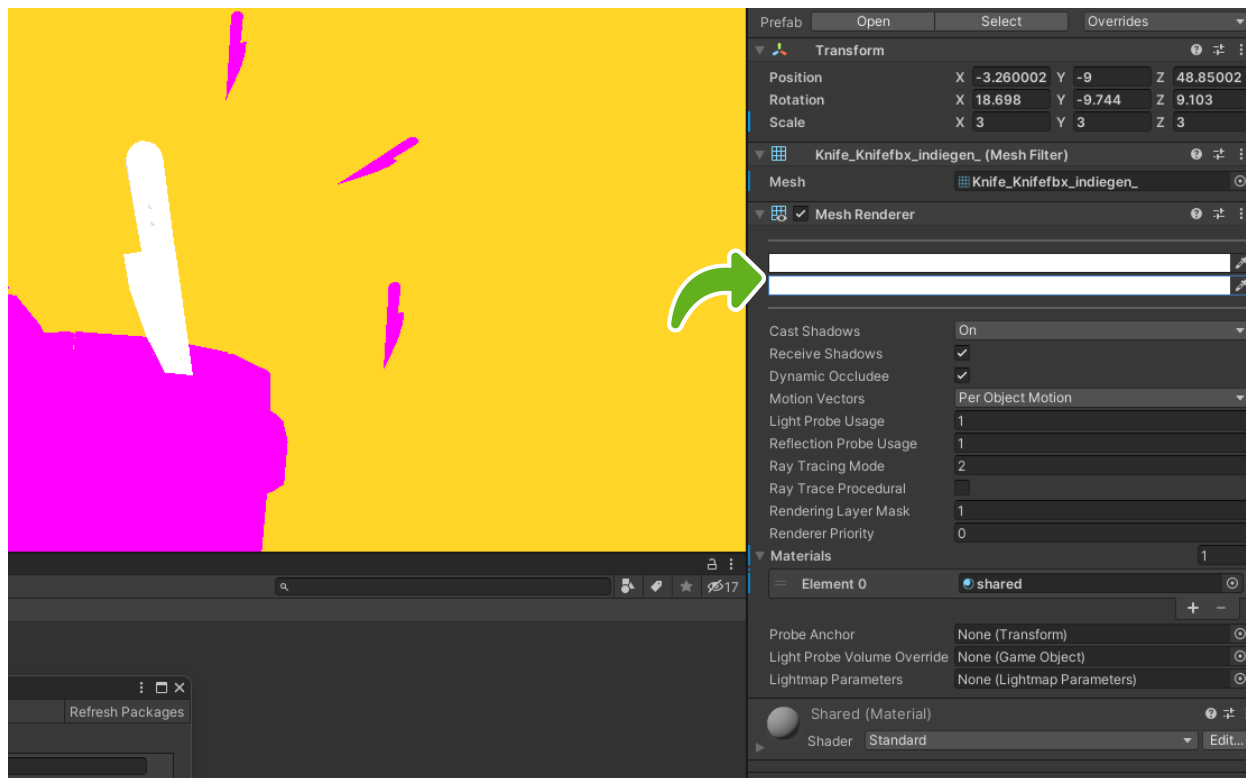 Prefab Open Select Overrides
Transform
Position X -3.260002 Y -9 Z 48.85002
Rotation X 18.698 Y -9.744 Z 9.103
Scale X 3 Y 3 Z 3
Knife_Knifefbx_indiegen_ (Mesh Filter)
Mesh Knife_Knifefbx_indiegen_
Mesh Renderer
Cast Shadows On
Receive Shadows
Dynamic Occludee
Motion Vectors Per Object Motion
Light Probe Usage 1
Reflection Probe Usage 1
Ray Tracing Mode 2
Ray Trace Procedural
Rendering Layer Mask 1
Renderer Priority 0
Materials 1
17
Element 0 shared
Probe Anchor None (Transform)
Light Probe Volume Override None (Game Object)
Lightmap Parameters None (Lightmap Parameters)
Refresh Packages
Shared (Material)
Shader Standard Edit...